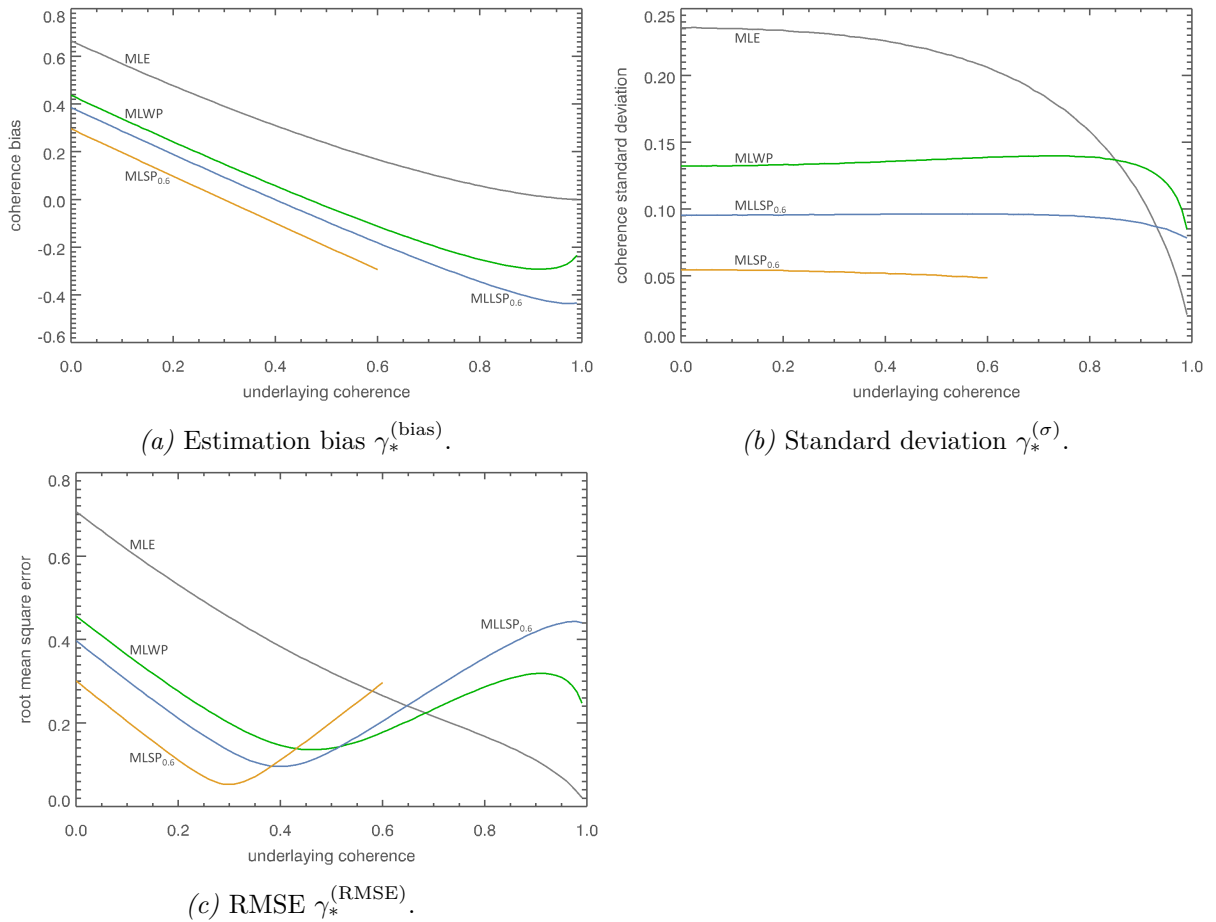 0.8
0.6
0.4
0.2
0.0
-0.2
-0.4
-0.6
coherence bias
MLE
MLWP
MLSP0.6
MLLSP0.6
0.0 0.2 0.4 0.6 0.8 1.0
underlaying coherence
(a) Estimation bias γ*(bias).
0.25
0.20
0.15
0.10
0.05
0.00
coherence standard deviation
MLE
MLWP
MLLSP0.6
MLSP0.6
0.0 0.2 0.4 0.6 0.8 1.0
underlaying coherence
(b) Standard deviation γ*(σ).
0.8
0.6
0.4
0.2
0.0
root mean square error
MLE
MLLSP0.6
MLWP
MLSP0.6
0.0 0.2 0.4 0.6 0.8 1.0
underlaying coherence
(c) RMSE γ*(RMSE).